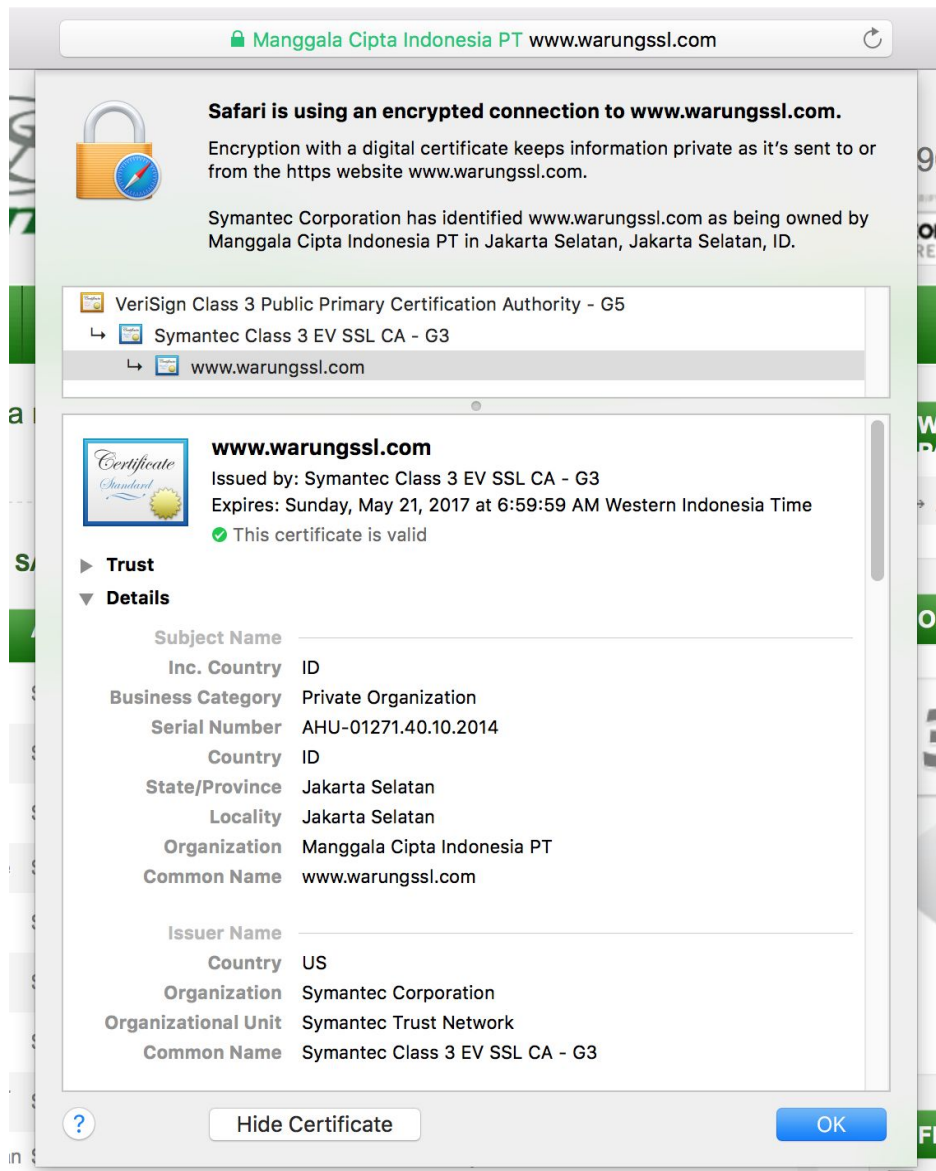 Manggala Cipta Indonesia PT www.warungssl.com
Safari is using an encrypted connection to www.warungssl.com.
Encryption with a digital certificate keeps information private as it's sent to or
from the https website www.warungssl.com.
Symantec Corporation has identified www.warungssl.com as being owned by
Manggala Cipta Indonesia PT in Jakarta Selatan, Jakarta Selatan, ID.
VeriSign Class 3 Public Primary Certification Authority - G5
Symantec Class 3 EV SSL CA - G3
www.warungssl.com
Certificate
Standard
www.warungssl.com
Issued by: Symantec Class 3 EV SSL CA - G3
Expires: Sunday, May 21, 2017 at 6:59:59 AM Western Indonesia Time
This certificate is valid
Trust
Details
Subject Name
Inc. Country ID
Business Category Private Organization
Serial Number AHU-01271.40.10.2014
Country ID
State/Province Jakarta Selatan
Locality Jakarta Selatan
Organization Manggala Cipta Indonesia PT
Common Name www.warungssl.com
Issuer Name
Country US
Organization Symantec Corporation
Organizational Unit Symantec Trust Network
Common Name Symantec Class 3 EV SSL CA - G3
?
Hide Certificate
OK